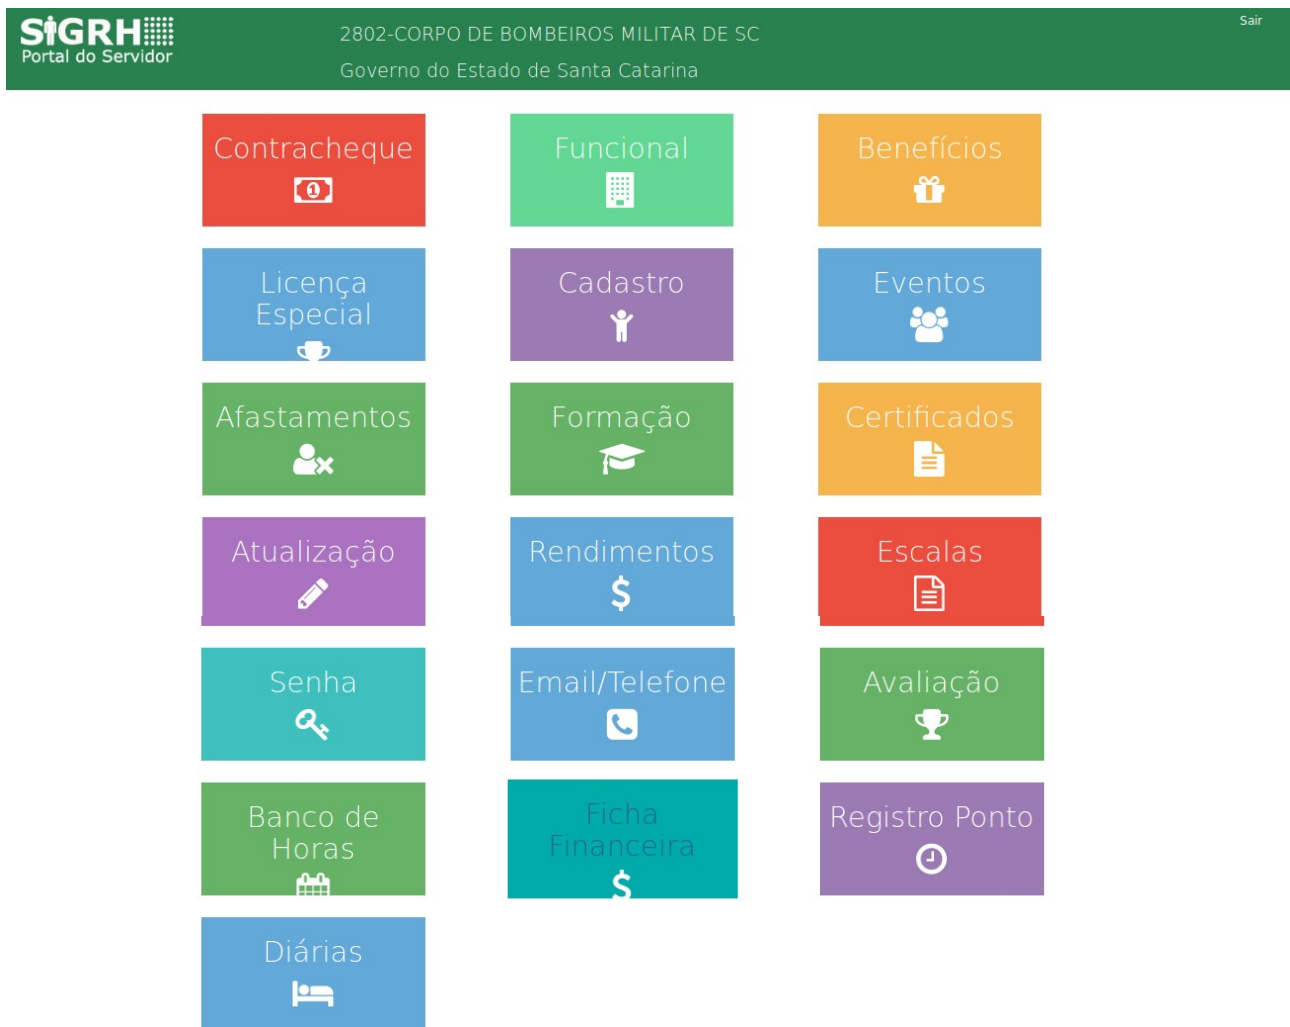 SIGRH
Portal do Servidor
2802-CORPO DE BOMBEIROS MILITAR DE SC
Governo do Estado de Santa Catarina
Sair
Contracheque
Funcional
Benefícios
Licença
Especial
Cadastro
Eventos
Afastamentos
Formação
Certificados
Atualização
Rendimentos
Escalas
Senha
Email/Telefone
Avaliação
Banco de
Horas
Ficha
Financeira
Registro Ponto
Diárias